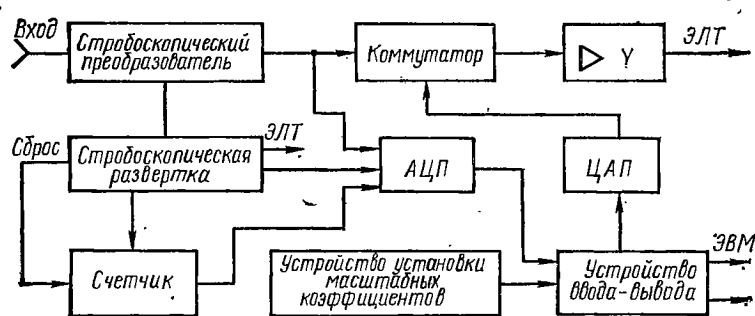 Вход
Стробоскопический
преобразователь
Коммутатор
Y
ЭЛТ
Сброс
Стробоскопическая
развертка
ЭЛТ
АЦП
ЦАП
Счетчик
Устройство установки
масштабных
коэффициентов
Устройство
ввода-вывода
ЭВМ